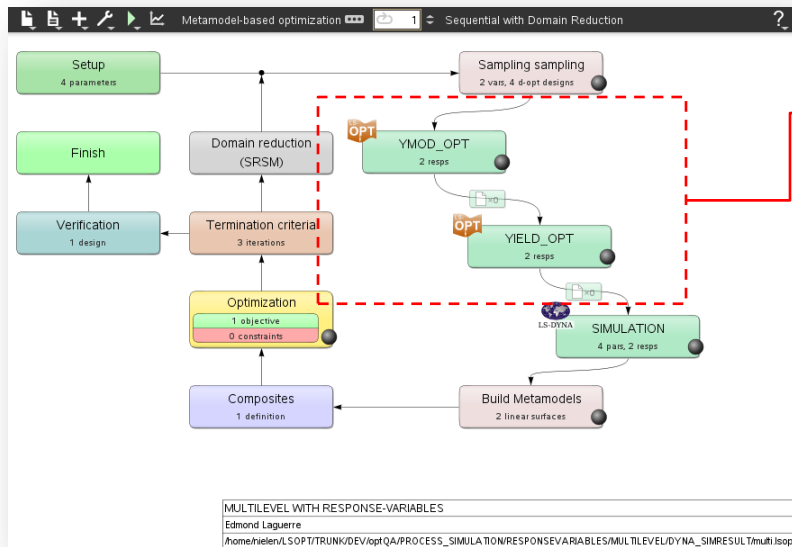 Metamodel-based optimization 1 Sequential with Domain Reduction ?
Setup
4 parameters
Sampling sampling
2 vars, 4 d-opt designs
Finish
Domain reduction
(SRSM)
OPT
YMOD_OPT
2 resps
×0
Verification
1 design
Termination criteria
3 iterations
OPT
YIELD_OPT
2 resps
×0
Optimization
1 objective
0 constraints
LS-DYNA
SIMULATION
4 pars, 2 resps
Composites
1 definition
Build Metamodels
2 linear surfaces
MULTILEVEL WITH RESPONSE-VARIABLES
Edmond Laguerre
/home/nielen/LSOPT/TRUNK/DEV/optQA/PROCESS_SIMULATION/RESPONSEVARIABLES/MULTILEVEL/DYNA_SIMRESULT/multi.lsop